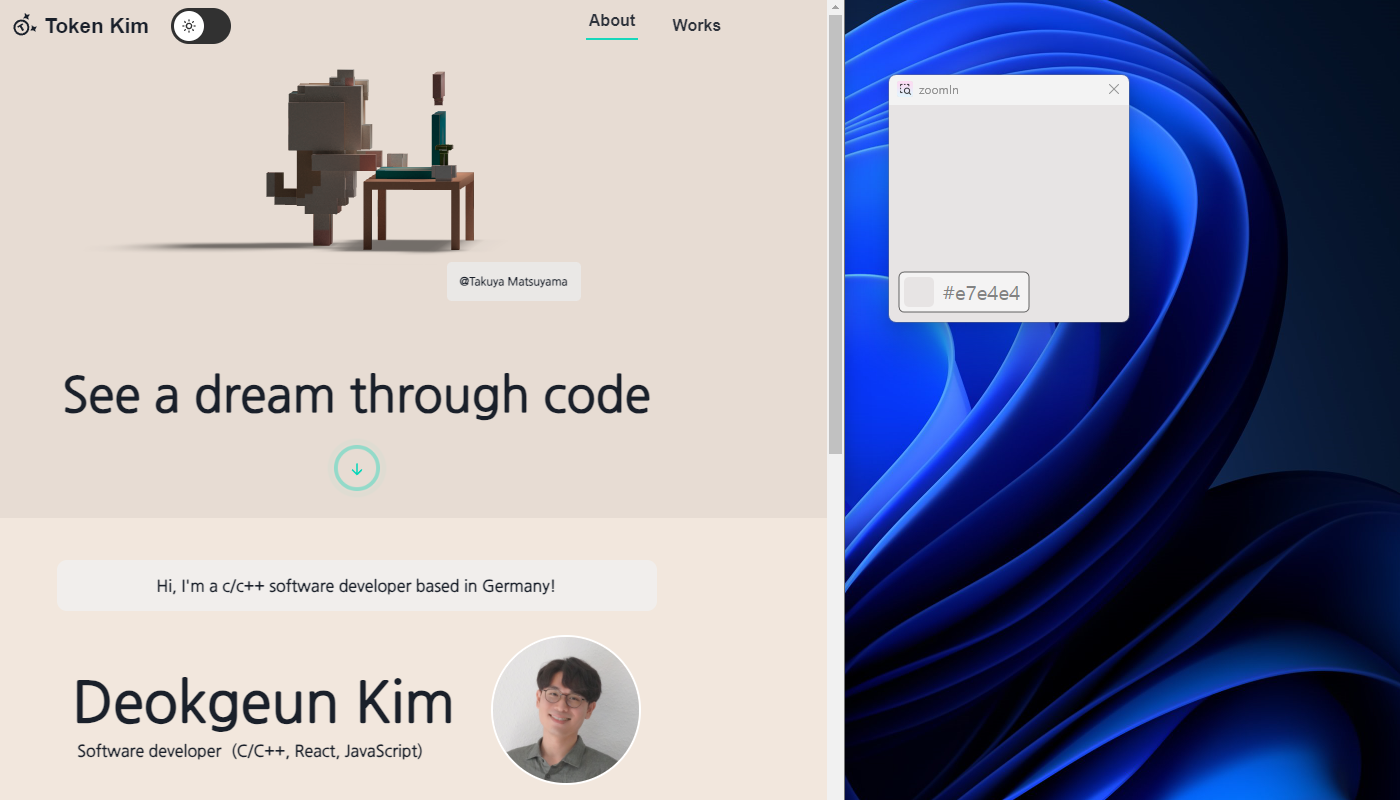 Token Kim
About
Works
zoomIn
@Takuya Matsuyama
#e7e4e4
See a dream through code
Hi, I'm a c/c++ software developer based in Germany!
Deokgeun Kim
Software developer (C/C++, React, JavaScript)